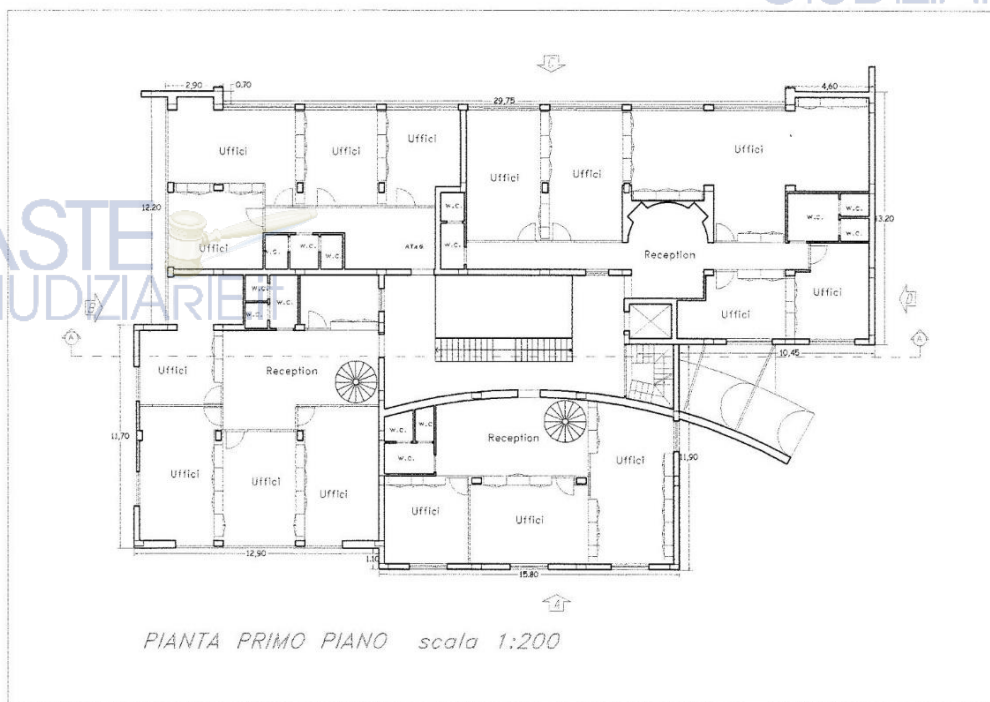 C
2,90
0,70
29,75
4,60
Uffici
Uffici
Uffici
Uffici
Uffici
Uffici
12,20
w.c.
w.c.
w.c.
13,20
ASTE
GIUDIZIARIE.it
Uffici
w.c.
w.c.
w.c.
w.c.
w.c.
Reception
w.c.
w.c.
w.c.
Uffici
Uffici
D
A
A
10,45
Uffici
Reception
11,70
w.c.
w.c.
w.c.
Reception
Uffici
11,90
Uffici
Uffici
Uffici
Uffici
Uffici
12,90
1,10
15,80
A
PIANTA PRIMO PIANO scala 1:200